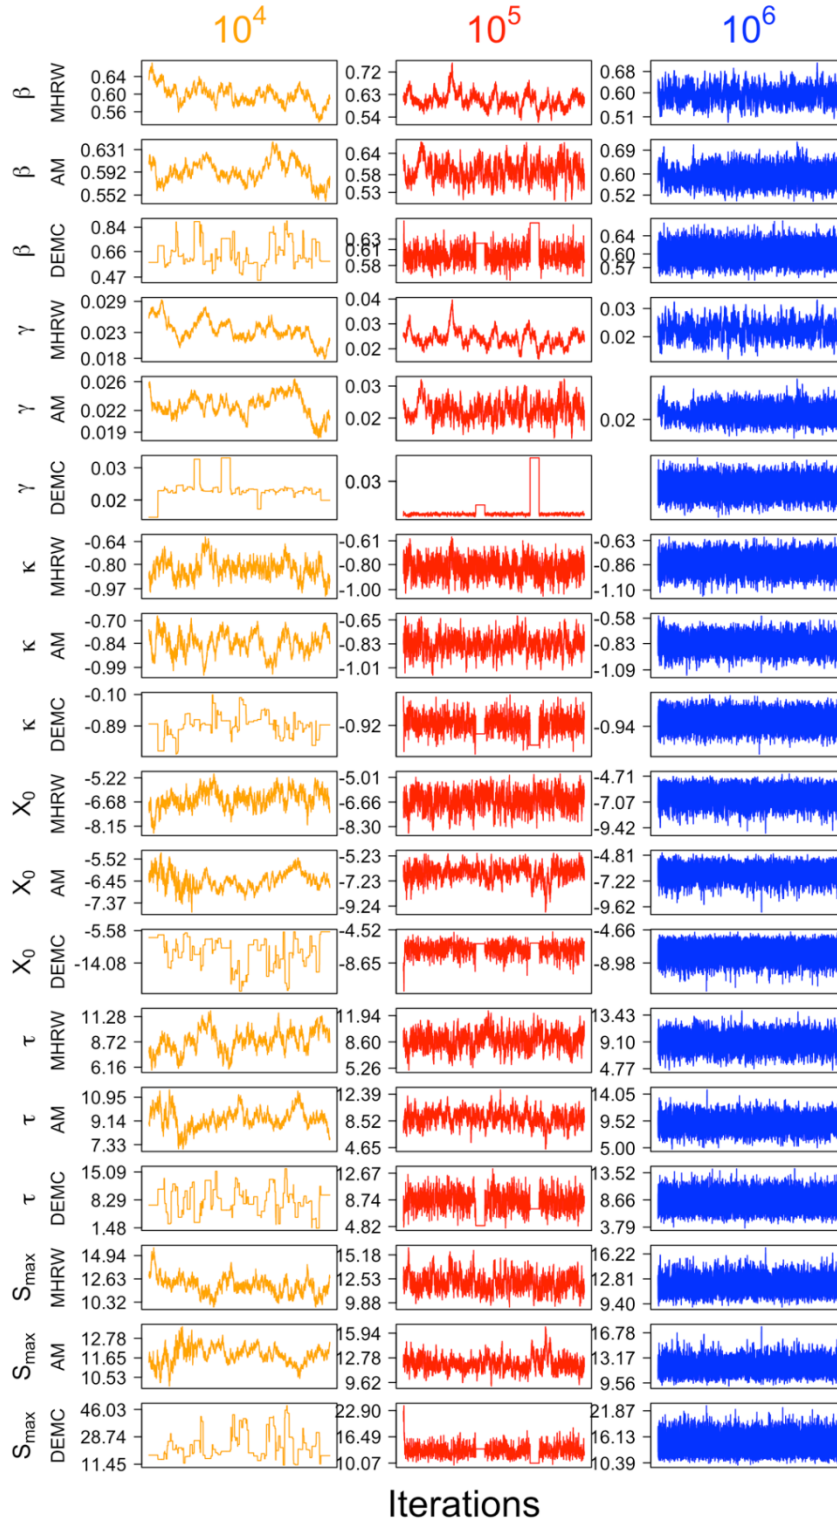 10^4 10^5 10^6
β MHRW 0.64 0.60 0.56 0.72 0.63 0.54 0.68 0.60 0.51
β AM 0.631 0.592 0.552 0.64 0.58 0.53 0.69 0.60 0.52
β DEMC 0.84 0.66 0.47 0.63 0.61 0.58 0.64 0.60 0.57
γ MHRW 0.029 0.023 0.018 0.04 0.03 0.02 0.03 0.02
γ AM 0.026 0.022 0.019 0.03 0.02 0.02
γ DEMC 0.03 0.02 0.03
κ MHRW -0.64 -0.80 -0.97 -0.61 -0.80 -1.00 -0.63 -0.86 -1.10
κ AM -0.70 -0.84 -0.99 -0.65 -0.83 -1.01 -0.58 -0.83 -1.09
κ DEMC -0.10 -0.89 -0.92 -0.94
X₀ MHRW -5.22 -6.68 -8.15 -5.01 -6.66 -8.30 -4.71 -7.07 -9.42
X₀ AM -5.52 -6.45 -7.37 -5.23 -7.23 -9.24 -4.81 -7.22 -9.62
X₀ DEMC -5.58 -14.08 -4.52 -8.65 -4.66 -8.98
τ MHRW 11.28 8.72 6.16 11.94 8.60 5.26 13.43 9.10 4.77
τ AM 10.95 9.14 7.33 12.39 8.52 4.65 14.05 9.52 5.00
τ DEMC 15.09 8.29 1.48 12.67 8.74 4.82 13.52 8.66 3.79
S_max MHRW 14.94 12.63 10.32 15.18 12.53 9.88 16.22 12.81 9.40
S_max AM 12.78 11.65 10.53 15.94 12.78 9.62 16.78 13.17 9.56
S_max DEMC 46.03 28.74 11.45 22.90 16.49 10.07 21.87 16.13 10.39
Iterations